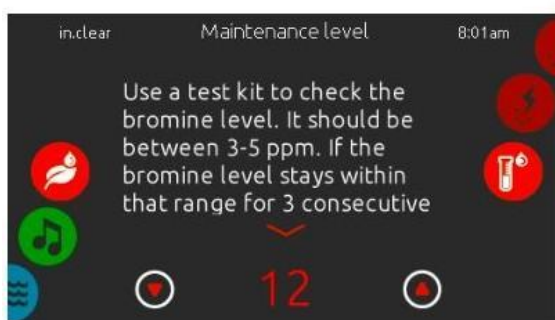 in.clear Maintenance level 8:01am
Use a test kit to check the
bromine level. It should be
between 3-5 ppm. If the
bromine level stays within
that range for 3 consecutive
12